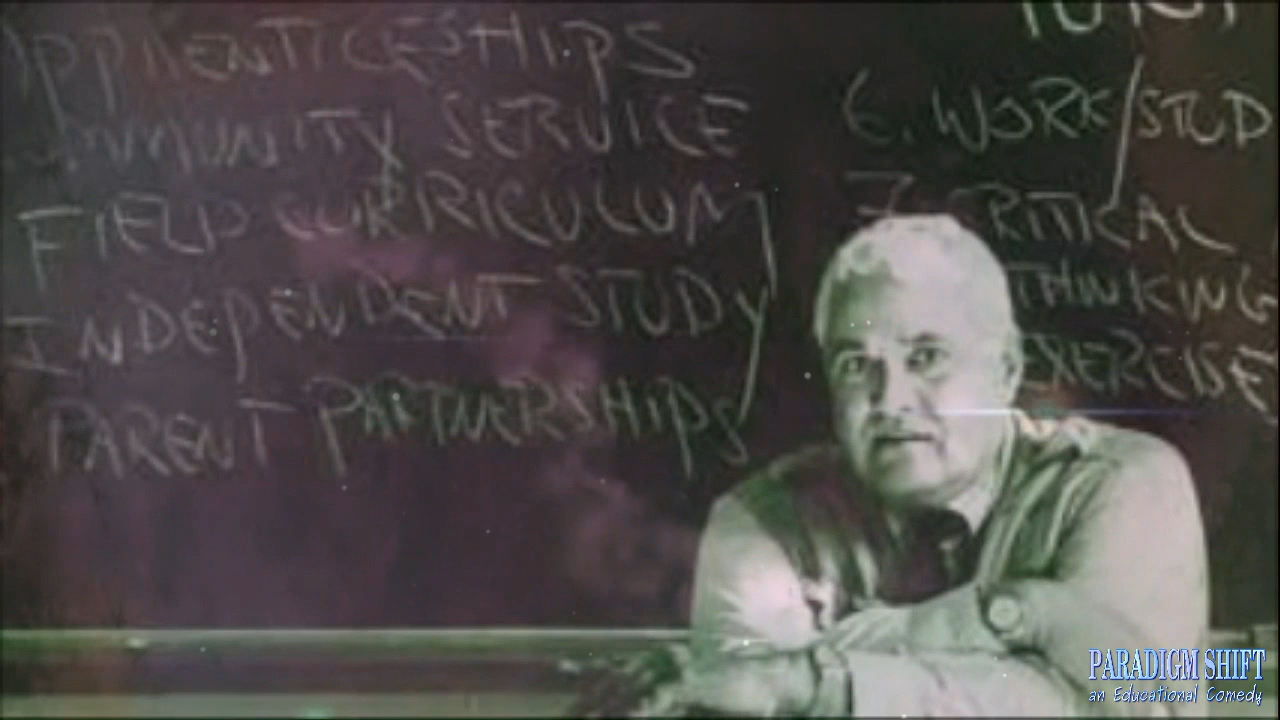 APPRENTICESHIPS
COMMUNITY SERVICE
FIELD CURRICULUM
INDEPENDENT STUDY
PARENT PARTNERSHIPS
6. WORK/STUD
7. CRITICAL
THINKING
EXERCISE
PARADIGM SHIFT
an Educational Comedy